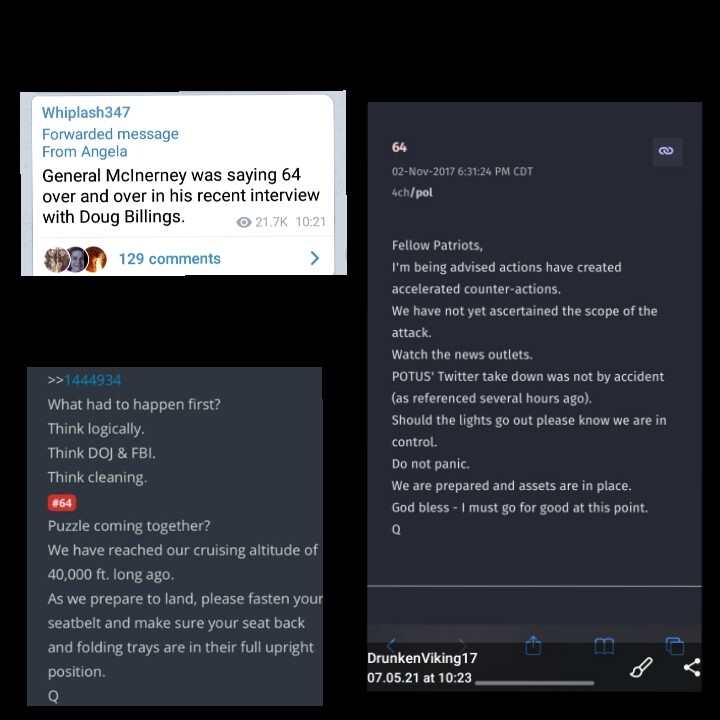 Whiplash347
Forwarded message
From Angela
General McInerney was saying 64
over and over in his recent interview
with Doug Billings.
21.7K 10:21
129 comments
>>1444934
What had to happen first?
Think logically.
Think DOJ & FBI.
Think cleaning.
#64
Puzzle coming together?
We have reached our cruising altitude of
40,000 ft. long ago.
As we prepare to land, please fasten your
seatbelt and make sure your seat back
and folding trays are in their full upright
position.
Q
64
02-Nov-2017 6:31:24 PM CDT
4ch/pol
Fellow Patriots,
I'm being advised actions have created
accelerated counter-actions.
We have not yet ascertained the scope of the
attack.
Watch the news outlets.
POTUS' Twitter take down was not by accident
(as referenced several hours ago).
Should the lights go out please know we are in
control.
Do not panic.
We are prepared and assets are in place.
God bless - I must go for good at this point.
Q
DrunkenViking17
07.05.21 at 10:23